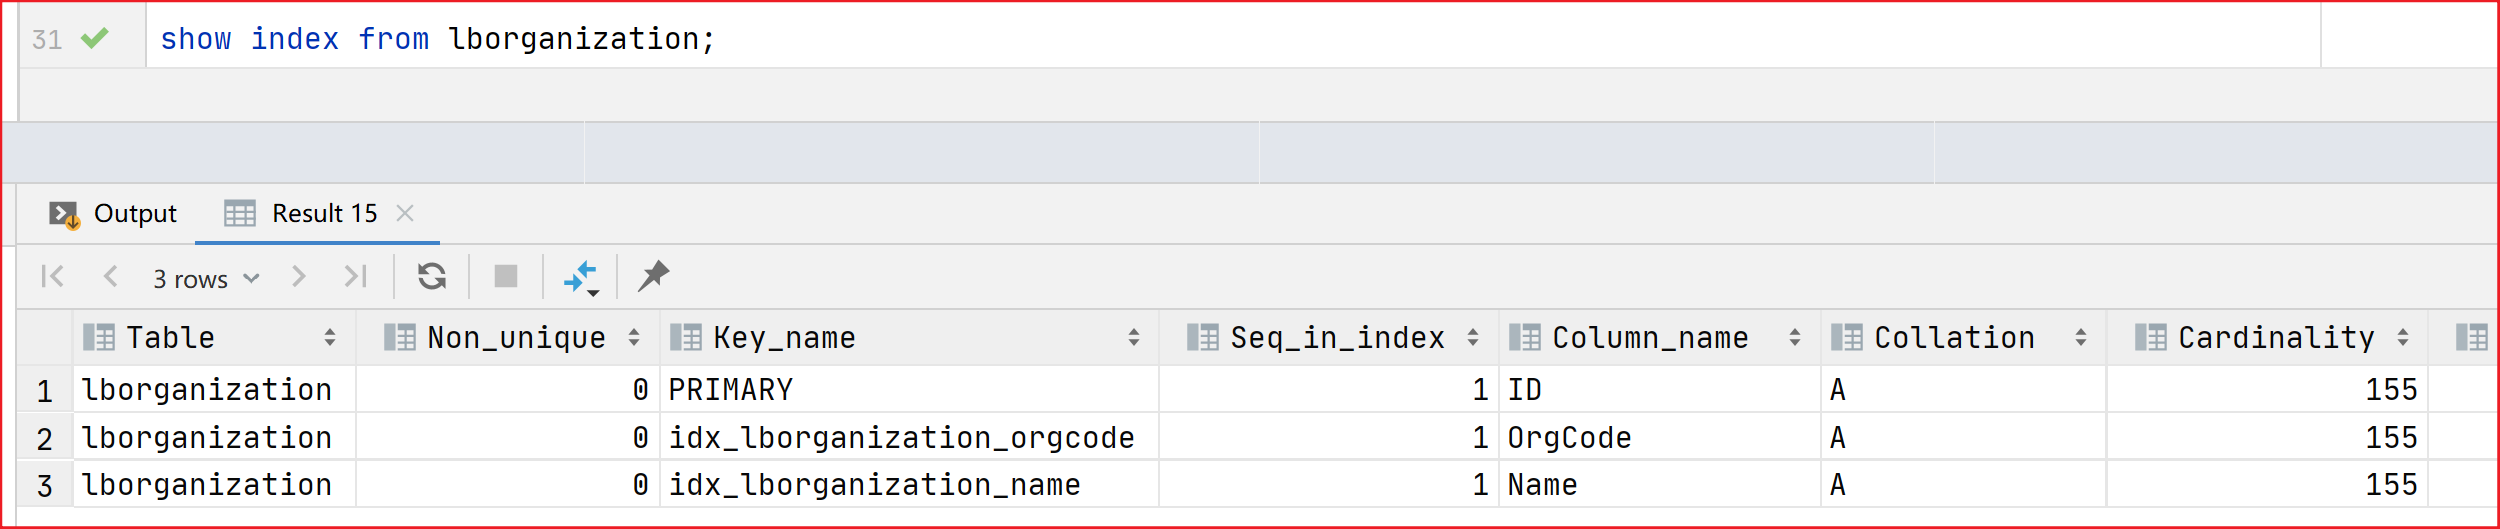 31 show index from lborganization;
Output Result 15
3 rows
Table Non_unique Key_name Seq_in_index Column_name Collation Cardinality
1 lborganization 0 PRIMARY 1 ID A 155
2 lborganization 0 idx_lborganization_orgcode 1 OrgCode A 155
3 lborganization 0 idx_lborganization_name 1 Name A 155